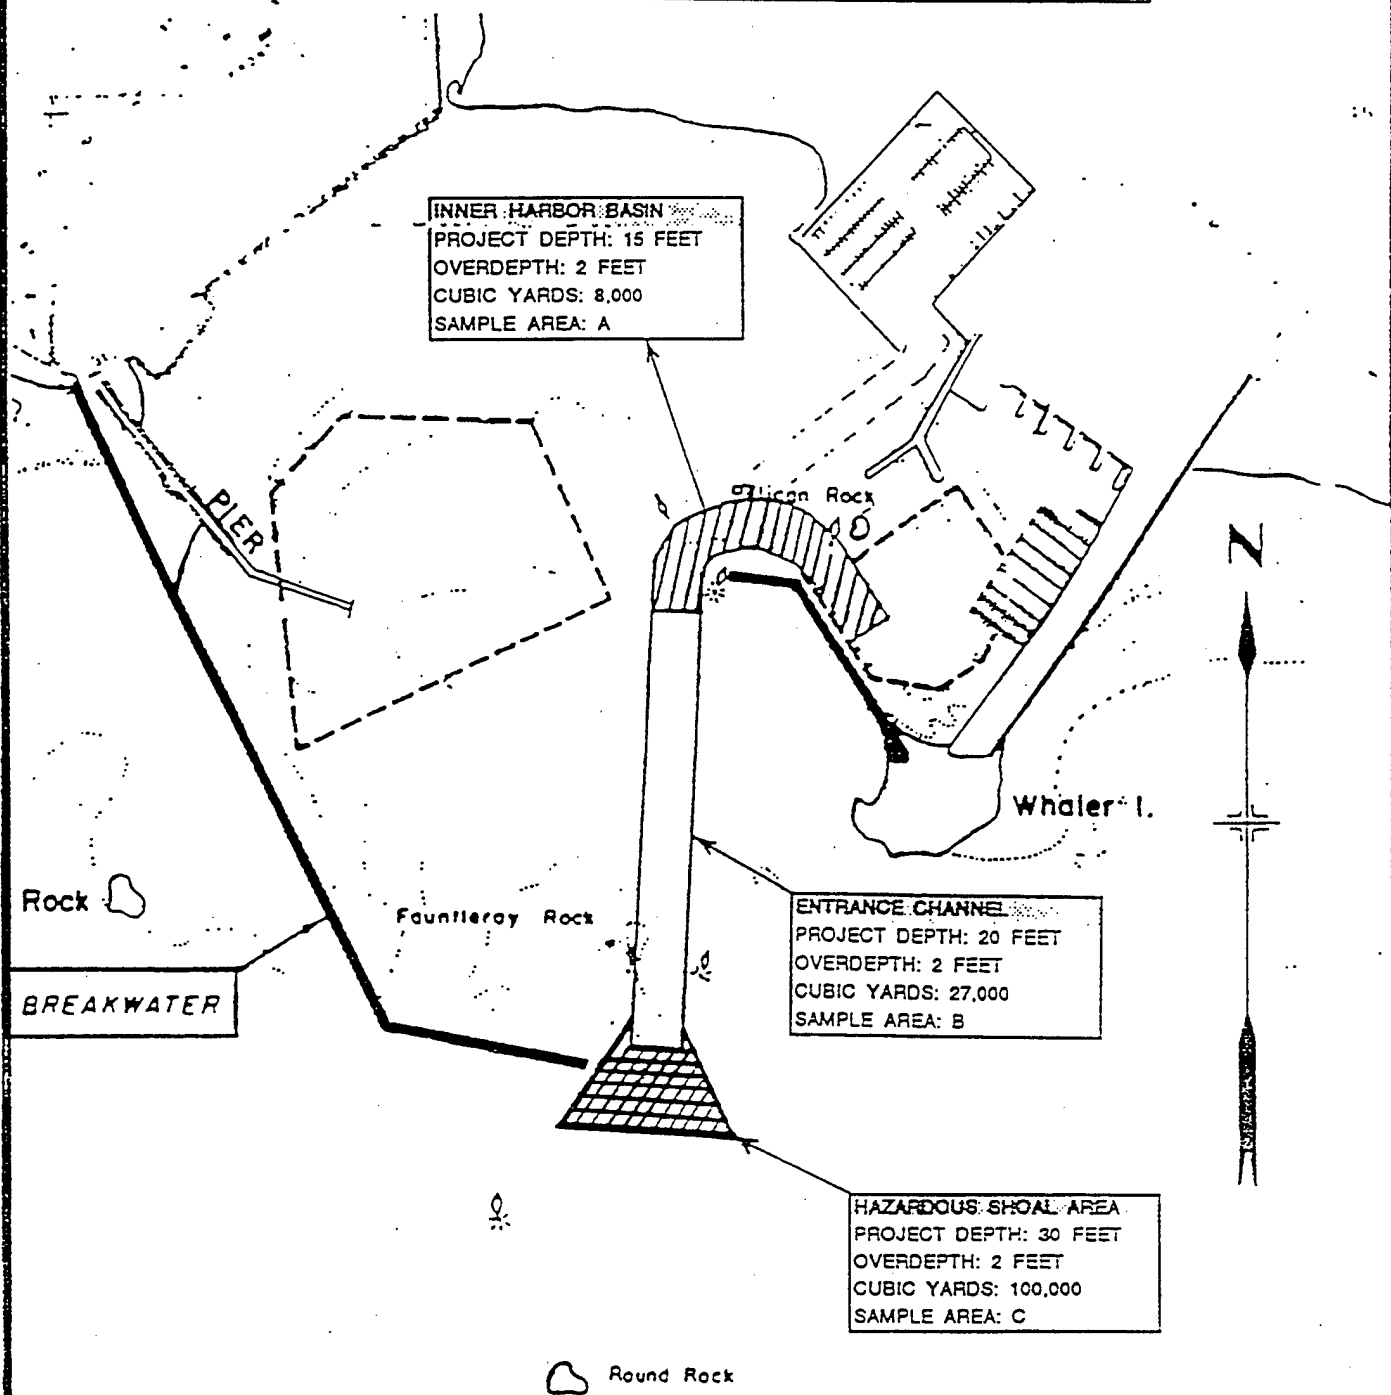 INNER HARBOR BASIN
PROJECT DEPTH: 15 FEET
OVERDEPTH: 2 FEET
CUBIC YARDS: 8,000
SAMPLE AREA: A
PIER
Pelican Rock
N
Whaler I.
Rock
Fauntleroy Rock
ENTRANCE CHANNEL
PROJECT DEPTH: 20 FEET
OVERDEPTH: 2 FEET
CUBIC YARDS: 27,000
SAMPLE AREA: B
BREAKWATER
HAZARDOUS SHOAL AREA
PROJECT DEPTH: 30 FEET
OVERDEPTH: 2 FEET
CUBIC YARDS: 100,000
SAMPLE AREA: C
Round Rock